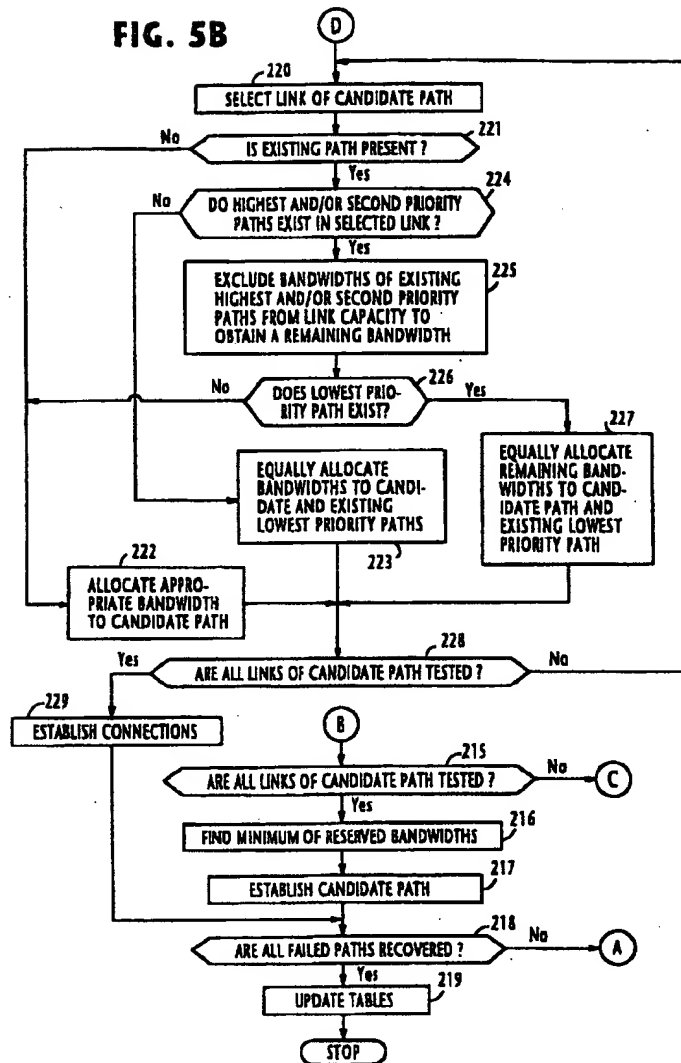 FIG. 5B
D
220
SELECT LINK OF CANDIDATE PATH
221
No
IS EXISTING PATH PRESENT ?
Yes
224
No
DO HIGHEST AND/OR SECOND PRIORITY
PATHS EXIST IN SELECTED LINK ?
Yes
225
EXCLUDE BANDWIDTHS OF EXISTING
HIGHEST AND/OR SECOND PRIORITY
PATHS FROM LINK CAPACITY TO
OBTAIN A REMAINING BANDWIDTH
226
No
DOES LOWEST PRIO-
RITY PATH EXIST?
Yes
227
EQUALLY ALLOCATE
REMAINING BAND-
WIDTHS TO CAND-
IDATE PATH AND
EXISTING LOWEST
PRIORITY PATH
EQUALLY ALLOCATE
BANDWIDTHS TO CANDI-
DATE AND EXISTING
LOWEST PRIORITY PATHS
223
222
ALLOCATE APPRO-
PRIATE BANDWIDTH
TO CANDIDATE PATH
228
Yes
ARE ALL LINKS OF CANDIDATE PATH TESTED ?
No
229
ESTABLISH CONNECTIONS
B
215
ARE ALL LINKS OF CANDIDATE PATH TESTED ?
No
C
Yes
216
FIND MINIMUM OF RESERVED BANDWIDTHS
217
ESTABLISH CANDIDATE PATH
218
ARE ALL FAILED PATHS RECOVERED ?
No
A
Yes
219
UPDATE TABLES
STOP